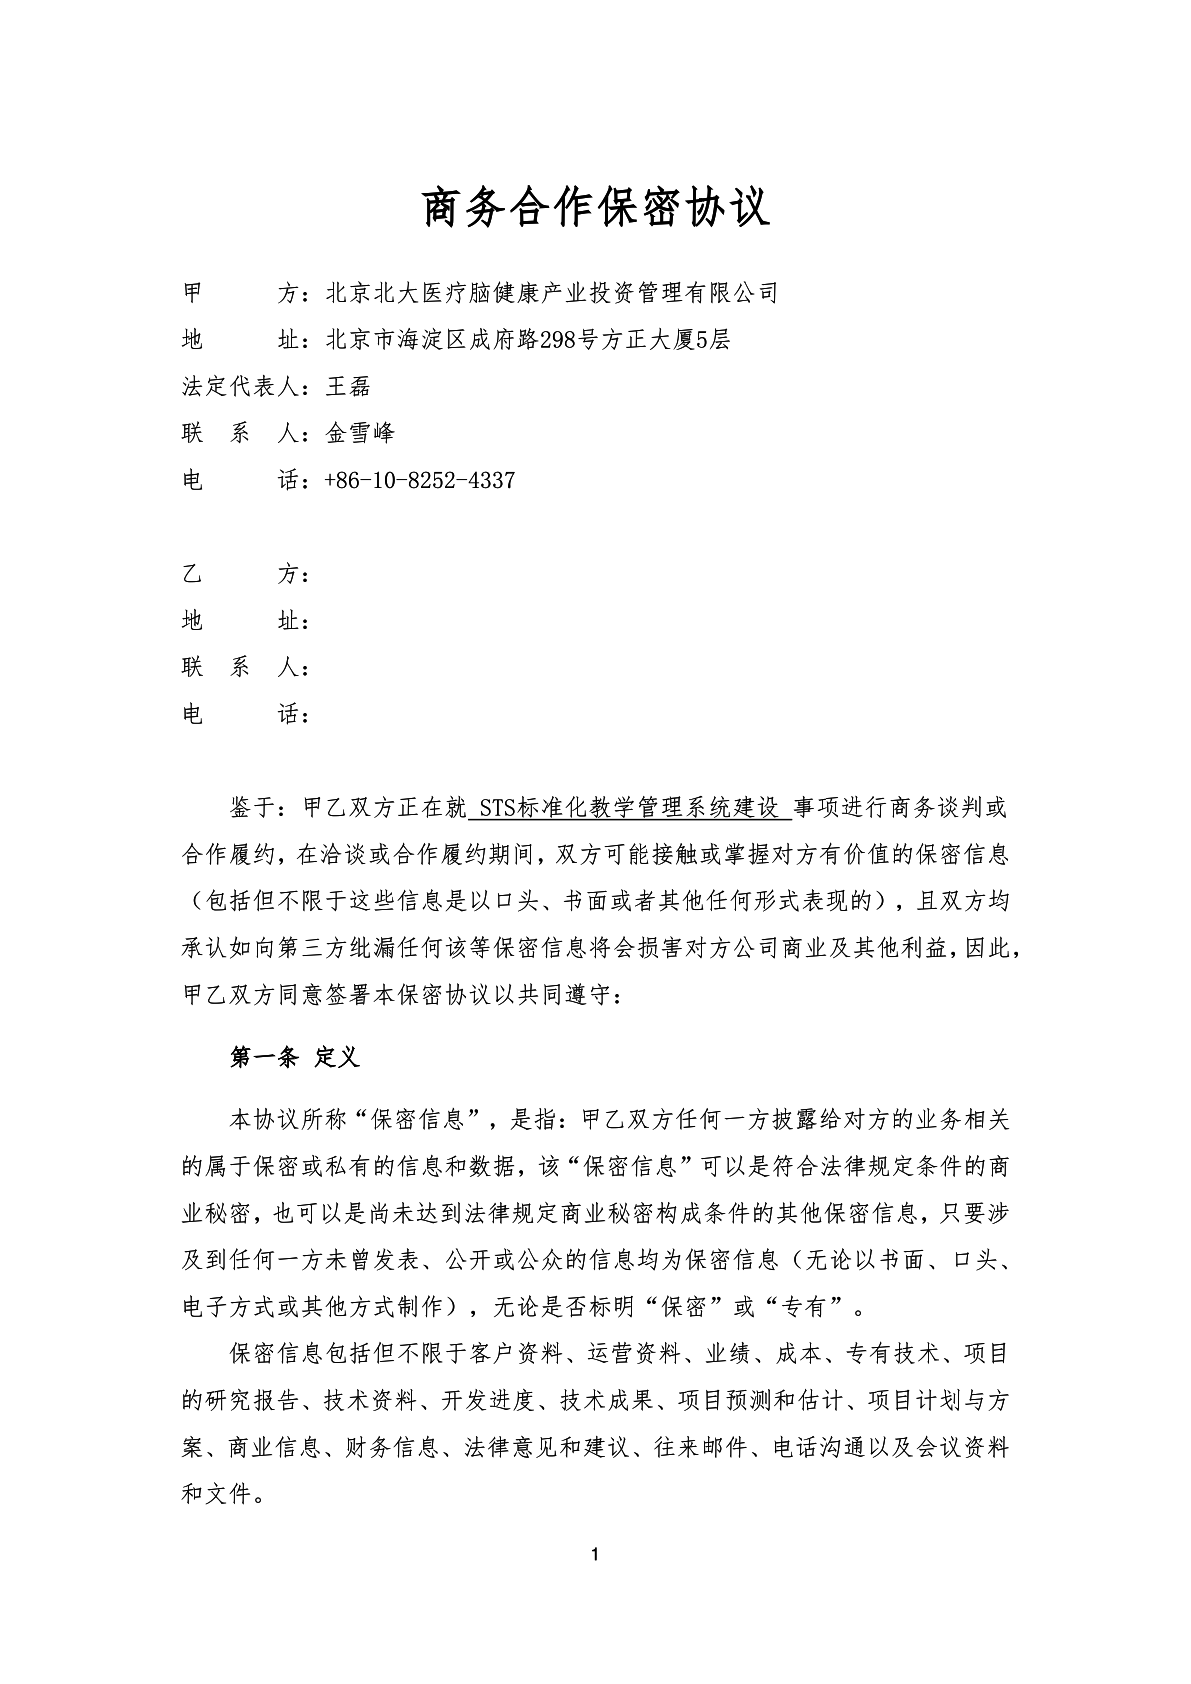 商务合作保密协议
甲　　　方：北京北大医疗脑健康产业投资管理有限公司
地　　　址：北京市海淀区成府路298号方正大厦5层
法定代表人：王磊
联　系　人：金雪峰
电　　　话：+86-10-8252-4337
乙　　　方：
地　　　址：
联　系　人：
电　　　话：
鉴于：甲乙双方正在就 STS标准化教学管理系统建设 事项进行商务谈判或
合作履约，在洽谈或合作履约期间，双方可能接触或掌握对方有价值的保密信息
（包括但不限于这些信息是以口头、书面或者其他任何形式表现的），且双方均
承认如向第三方纰漏任何该等保密信息将会损害对方公司商业及其他利益，因此，
甲乙双方同意签署本保密协议以共同遵守：
第一条 定义
本协议所称“保密信息”，是指：甲乙双方任何一方披露给对方的业务相关
的属于保密或私有的信息和数据，该“保密信息”可以是符合法律规定条件的商
业秘密，也可以是尚未达到法律规定商业秘密构成条件的其他保密信息，只要涉
及到任何一方未曾发表、公开或公众的信息均为保密信息（无论以书面、口头、
电子方式或其他方式制作），无论是否标明“保密”或“专有”。
保密信息包括但不限于客户资料、运营资料、业绩、成本、专有技术、项目
的研究报告、技术资料、开发进度、技术成果、项目预测和估计、项目计划与方
案、商业信息、财务信息、法律意见和建议、往来邮件、电话沟通以及会议资料
和文件。
1